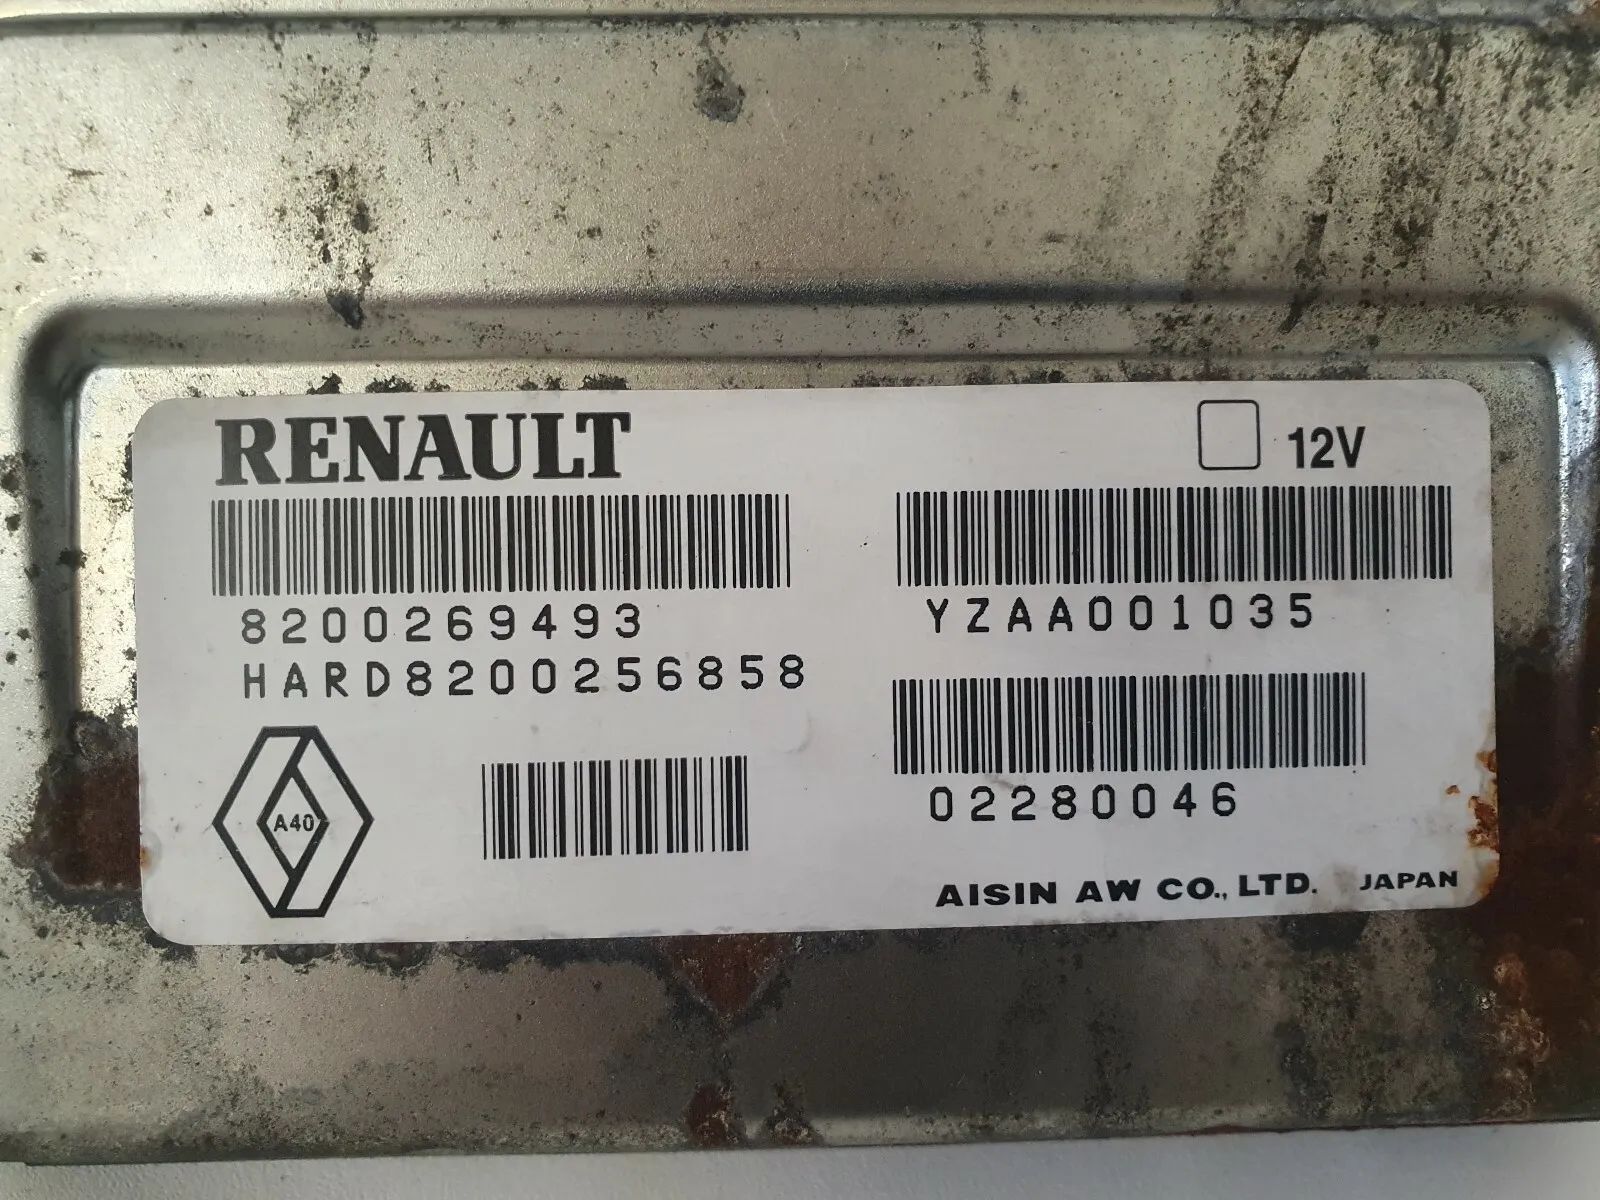 RENAULT
12V
8200269493
YZAA001035
HARD8200256858
02280046
A40
AISIN AW CO., LTD. JAPAN